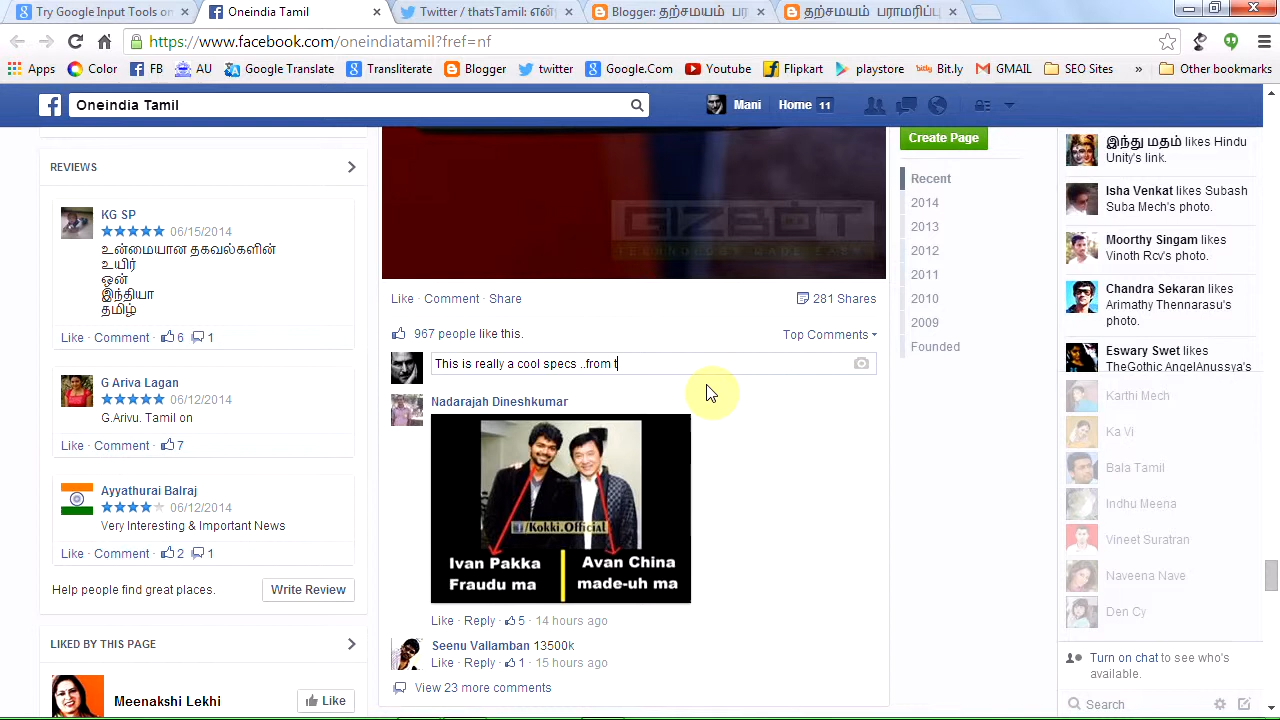 Try Google Input Tools on
Oneindia Tamil
Twitter / thatsTamil: என்
Blogger: தற்சமயம் பரா
தற்சமயம் பராமரிப்பு
https://www.facebook.com/oneindiatamil?fref=nf
Apps
Color
FB
AU
Google Translate
Transliterate
Blogger
twitter
Google.Com
Youtube
Flipkart
playstore
Bit.ly
GMAIL
SEO Sites
»
Other bookmarks
Oneindia Tamil
Mani
Home 11
REVIEWS
KG SP
06/15/2014
உன்மையான தகவல்களின்
உயிர்
ஒன்
இந்தியா
தமிழ்
Like · Comment · 6 1
G Ariva Lagan
06/12/2014
G.Arivu. Tamil on
Like · Comment · 7
Ayyathurai Balraj
06/12/2014
Very Interesting & Important News
Like · Comment · 2 1
Help people find great places.
Write Review
LIKED BY THIS PAGE
Meenakshi Lekhi
Like
GIZBOT
TECHNOLOGY MADE EASY
Like · Comment · Share
281 Shares
967 people like this.
Top Comments
This is really a cool specs ..from t
Nadarajah Dineshkumar
/Kokki.Official
Ivan Pakka
Fraudu ma
Avan China
made-uh ma
Like · Reply · 5 · 14 hours ago
Seenu Vallamban 13500k
Like · Reply · 1 · 15 hours ago
View 23 more comments
Create Page
Recent
2014
2013
2012
2011
2010
2009
Founded
இந்து மதம் likes Hindu
Unity's link.
Isha Venkat likes Subash
Suba Mech's photo.
Moorthy Singam likes
Vinoth Rcv's photo.
Chandra Sekaran likes
Arimathy Thennarasu's
photo.
Eswary Swet likes
TheGothic AngelAnussya's
Karthi Mech
Ka Vi
Bala Tamil
Indhu Meena
Vineet Suratran
Naveena Nave
Den Cy
Turn on chat to see who's
available.
Search